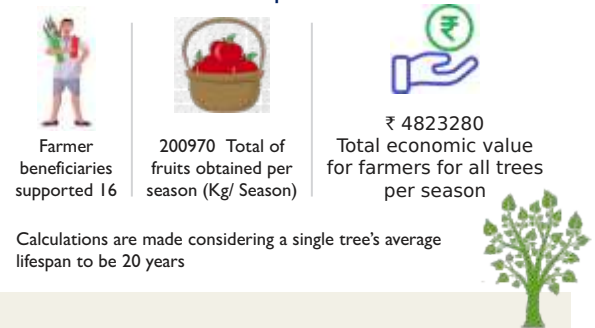 Farmer
beneficiaries
supported 16
200970 Total of
fruits obtained per
season (Kg/ Season)
₹ 4823280
Total economic value
for farmers for all trees
per season
Calculations are made considering a single tree's average
lifespan to be 20 years